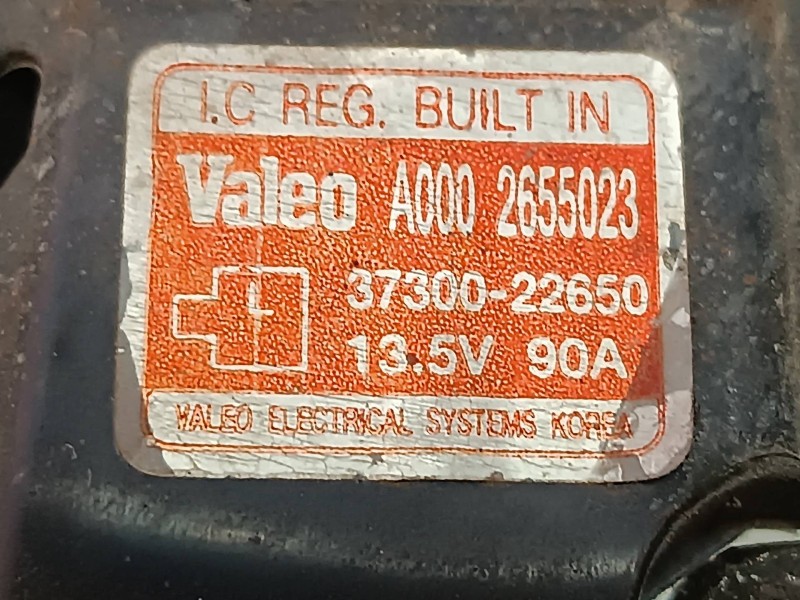 I.C REG. BUILT IN
Valeo A000 2655023
37300-22650
L
13.5V 90A
VALEO ELECTRICAL SYSTEMS KOREA